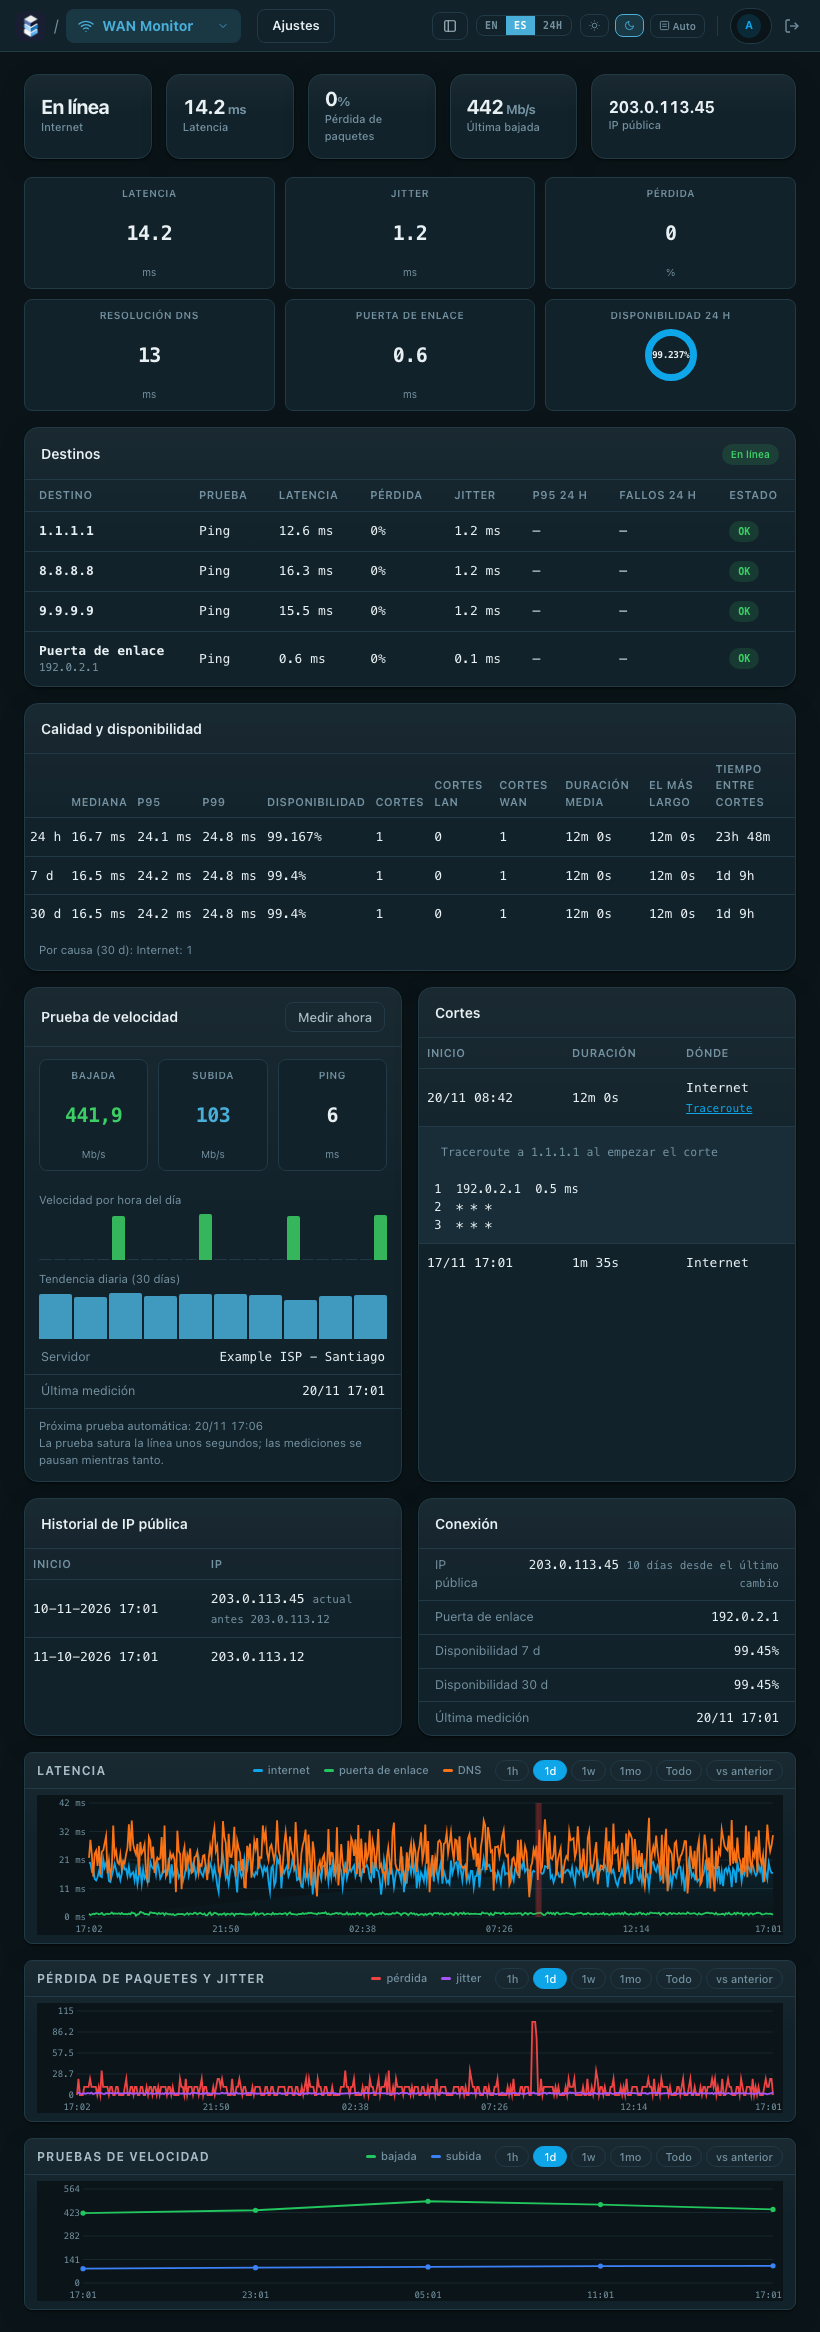 / WAN Monitor Ajustes EN ES 24H Auto A
En línea 14.2 ms 0% 442 Mb/s 203.0.113.45
Internet Latencia Pérdida de paquetes Última bajada IP pública
LATENCIA JITTER PÉRDIDA
14.2 1.2 0
ms ms %
RESOLUCIÓN DNS PUERTA DE ENLACE DISPONIBILIDAD 24 H
13 0.6 99.237%
ms ms
Destinos En línea
DESTINO PRUEBA LATENCIA PÉRDIDA JITTER P95 24 H FALLOS 24 H ESTADO
1.1.1.1 Ping 12.6 ms 0% 1.2 ms — — OK
8.8.8.8 Ping 16.3 ms 0% 1.2 ms — — OK
9.9.9.9 Ping 15.5 ms 0% 1.2 ms — — OK
Puerta de enlace Ping 0.6 ms 0% 0.1 ms — — OK
192.0.2.1
Calidad y disponibilidad
MEDIANA P95 P99 DISPONIBILIDAD CORTES CORTES LAN CORTES WAN DURACIÓN MEDIA EL MÁS LARGO TIEMPO ENTRE CORTES
24 h 16.7 ms 24.1 ms 24.8 ms 99.167% 1 0 1 12m 0s 12m 0s 23h 48m
7 d 16.5 ms 24.2 ms 24.8 ms 99.4% 1 0 1 12m 0s 12m 0s 1d 9h
30 d 16.5 ms 24.2 ms 24.8 ms 99.4% 1 0 1 12m 0s 12m 0s 1d 9h
Por causa (30 d): Internet: 1
Prueba de velocidad Medir ahora
BAJADA SUBIDA PING
441,9 103 6
Mb/s Mb/s ms
Velocidad por hora del día
Tendencia diaria (30 días)
Servidor Example ISP — Santiago
Última medición 20/11 17:01
Próxima prueba automática: 20/11 17:06
La prueba satura la línea unos segundos; las mediciones se
pausan mientras tanto.
Cortes
INICIO DURACIÓN DÓNDE
20/11 08:42 12m 0s Internet
Traceroute
Traceroute a 1.1.1.1 al empezar el corte
1 192.0.2.1 0.5 ms
2 * * *
3 * * *
17/11 17:01 1m 35s Internet
Historial de IP pública
INICIO IP
10-11-2026 17:01 203.0.113.45 actual
antes 203.0.113.12
11-10-2026 17:01 203.0.113.12
Conexión
IP pública 203.0.113.45 10 días desde el último cambio
Puerta de enlace 192.0.2.1
Disponibilidad 7 d 99.45%
Disponibilidad 30 d 99.45%
Última medición 20/11 17:01
LATENCIA internet puerta de enlace DNS 1h 1d 1w 1mo Todo vs anterior
42 ms
32 ms
21 ms
11 ms
0 ms
17:02 21:50 02:38 07:26 12:14 17:01
PÉRDIDA DE PAQUETES Y JITTER pérdida jitter 1h 1d 1w 1mo Todo vs anterior
115
86.2
57.5
28.7
0
17:02 21:50 02:38 07:26 12:14 17:01
PRUEBAS DE VELOCIDAD bajada subida 1h 1d 1w 1mo Todo vs anterior
564
423
282
141
0
17:01 23:01 05:01 11:01 17:01